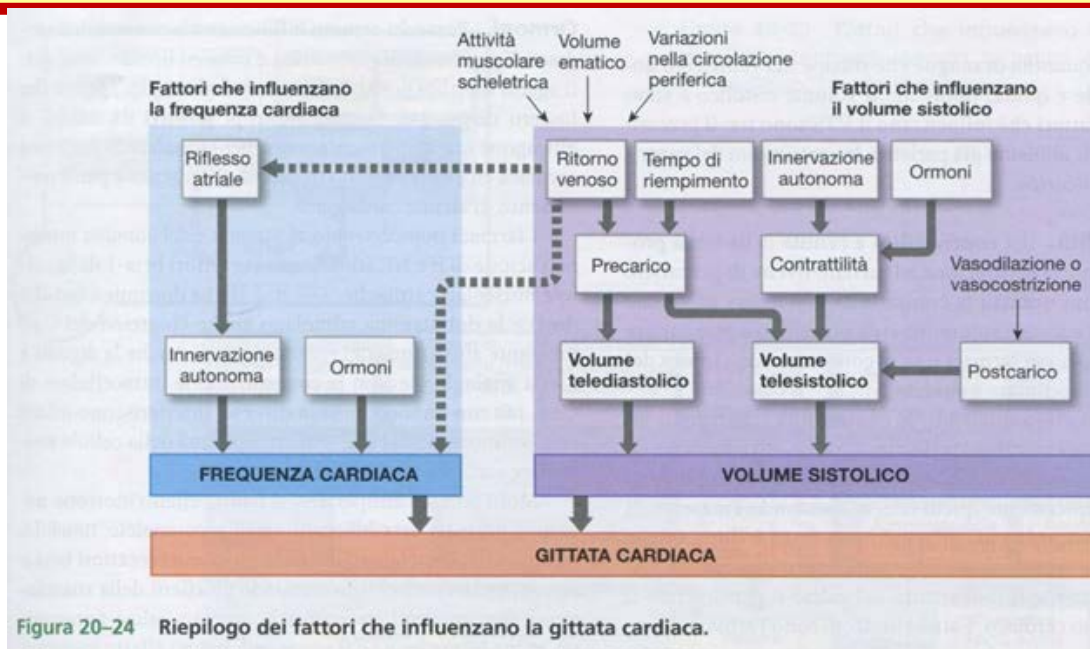 Attività
muscolare
scheletrica
Volume
ematico
Variazioni
nella circolazione
periferica
Fattori che influenzano
la frequenza cardiaca
Fattori che influenzano
il volume sistolico
Riflesso
atriale
Ritorno
venoso
Tempo di
riempimento
Innervazione
autonoma
Ormoni
Precarico
Contrattilità
Vasodilazione o
vasocostrizione
Innervazione
autonoma
Ormoni
Volume
telediastolico
Volume
telesistolico
Postcarico
FREQUENZA CARDIACA
VOLUME SISTOLICO
GITTATA CARDIACA
Figura 20–24 Riepilogo dei fattori che influenzano la gittata cardiaca.